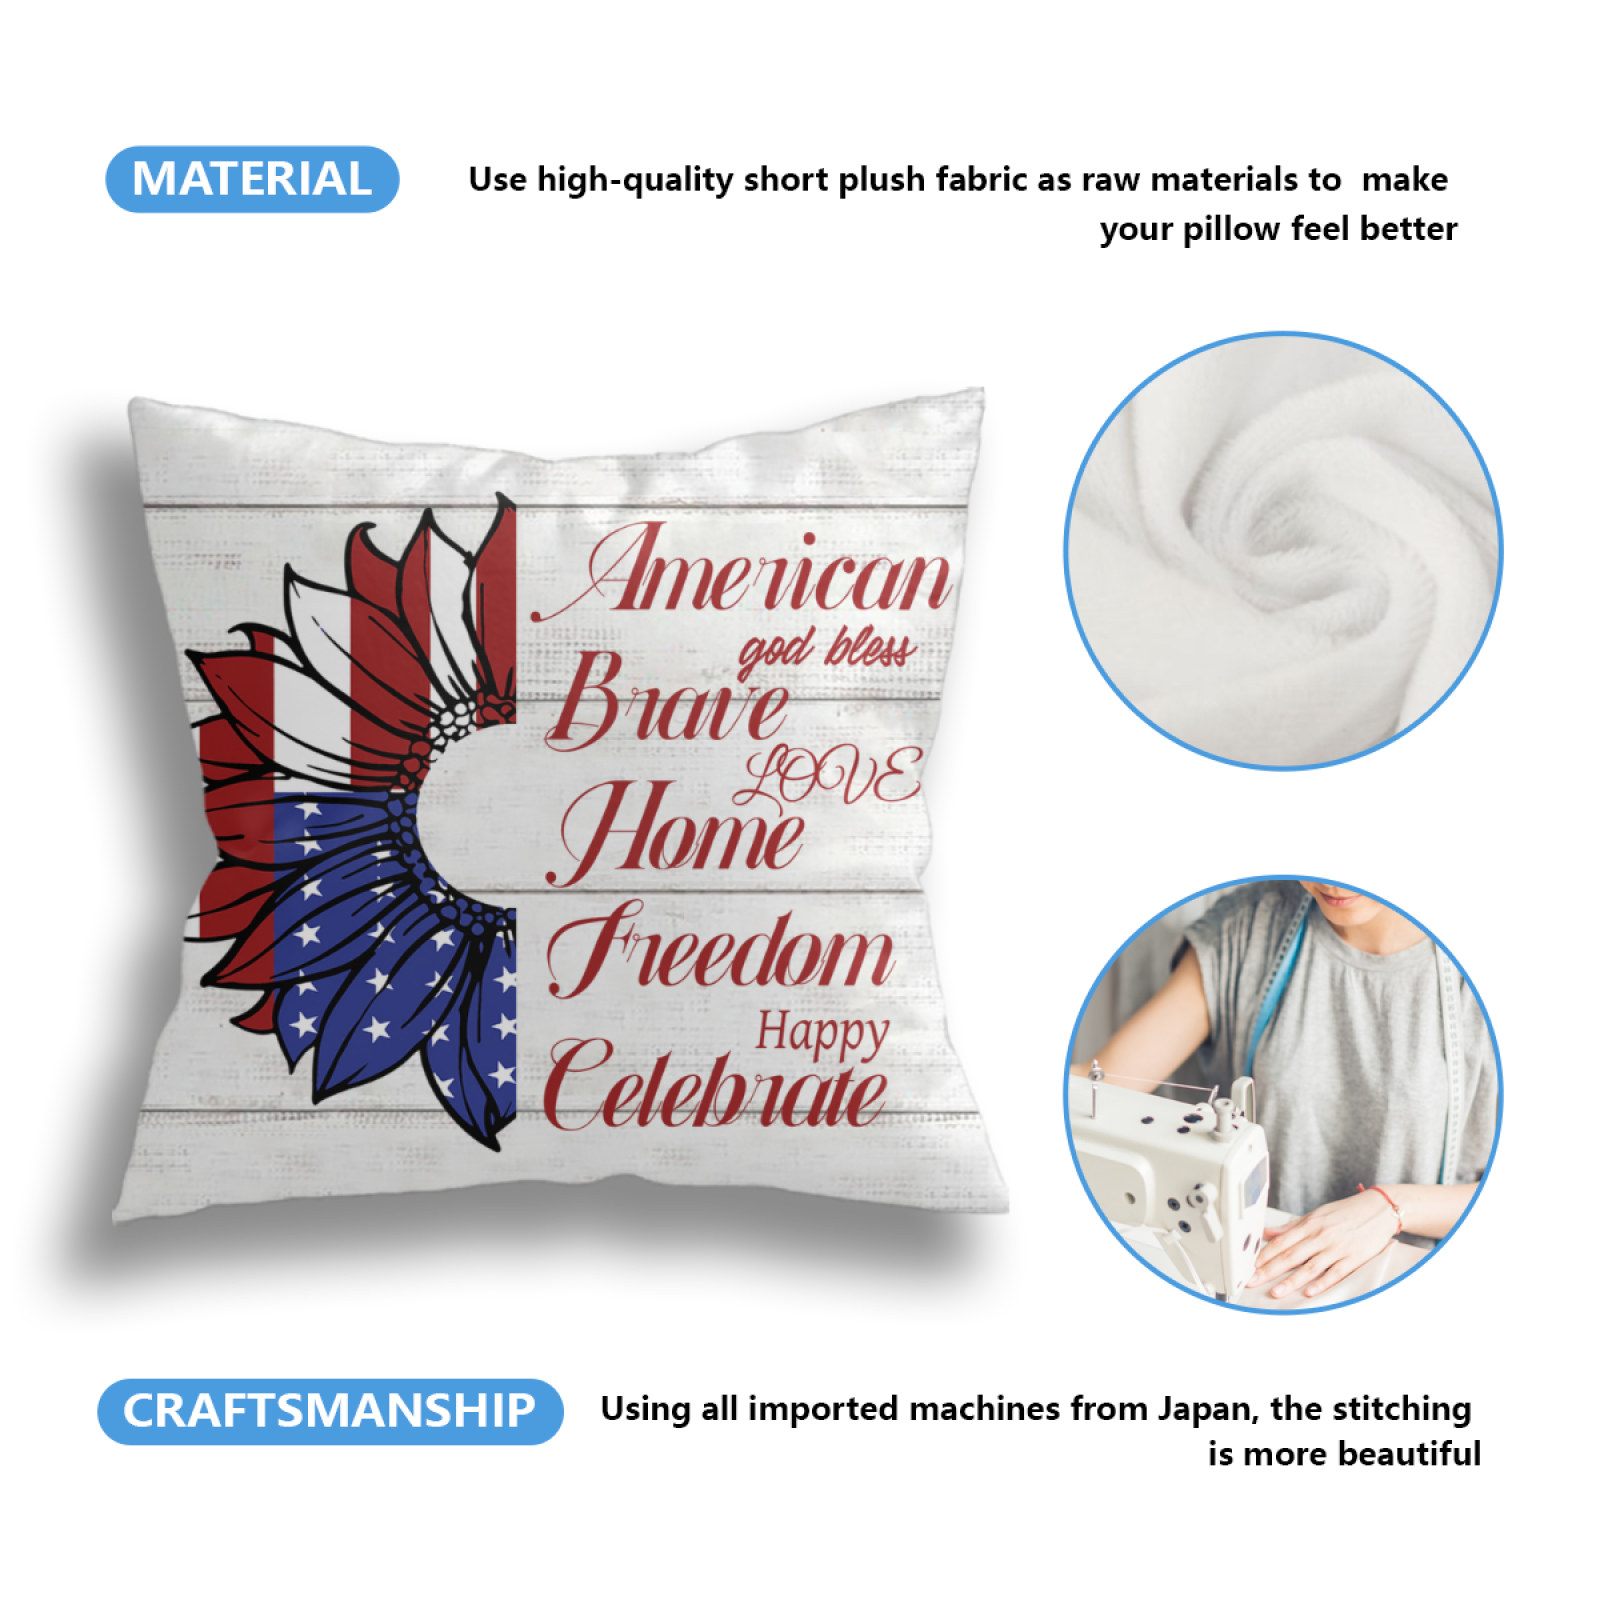 MATERIAL
Use high-quality short plush fabric as raw materials to make
your pillow feel better
American
god bless
Brave
LOVE
Home
Freedom
Happy
Celebrate
CRAFTSMANSHIP
Using all imported machines from Japan, the stitching
is more beautiful